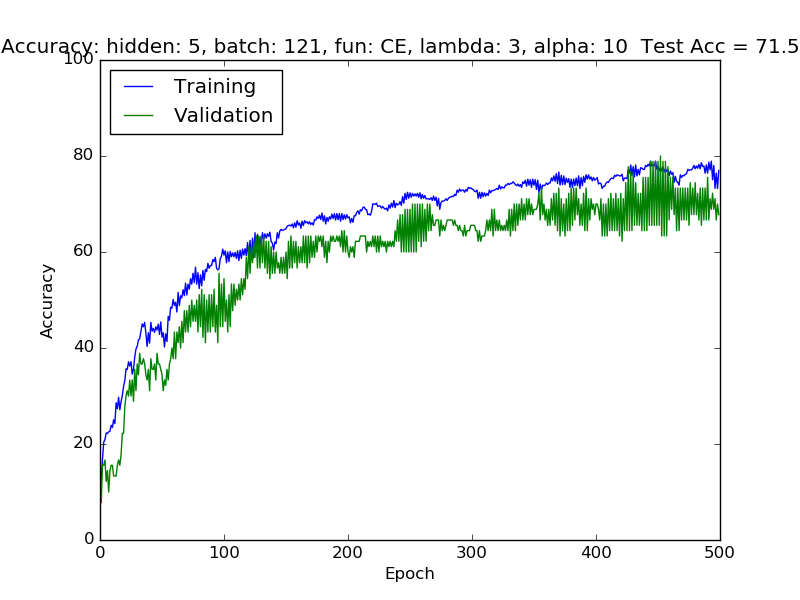 Accuracy: hidden: 5, batch: 121, fun: CE, lambda: 3, alpha: 10  Test Acc = 71.5
100
Training
Validation
80
60
Accuracy
40
20
0
0 100 200 300 400 500
Epoch